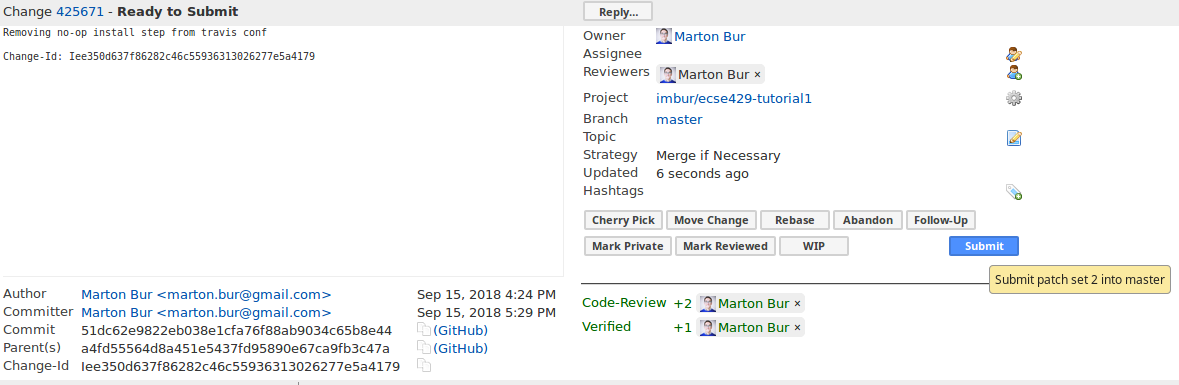 Change 425671 - Ready to Submit
Reply...
Removing no-op install step from travis conf
Change-Id: Iee350d637f86282c46c55936313026277e5a4179
Owner Marton Bur
Assignee
Reviewers Marton Bur ×
Project imbur/ecse429-tutorial1
Branch master
Topic
Strategy Merge if Necessary
Updated 6 seconds ago
Hashtags
Cherry Pick Move Change Rebase Abandon Follow-Up
Mark Private Mark Reviewed WIP Submit
Submit patch set 2 into master
Author Marton Bur <marton.bur@gmail.com> Sep 15, 2018 4:24 PM
Committer Marton Bur <marton.bur@gmail.com> Sep 15, 2018 5:29 PM
Commit 51dc62e9822eb038e1cfa76f88ab9034c65b8e44 (GitHub)
Parent(s) a4fd55564d8a451e5437fd95890e67ca9fb3c47a (GitHub)
Change-Id Iee350d637f86282c46c55936313026277e5a4179
Code-Review +2 Marton Bur ×
Verified +1 Marton Bur ×